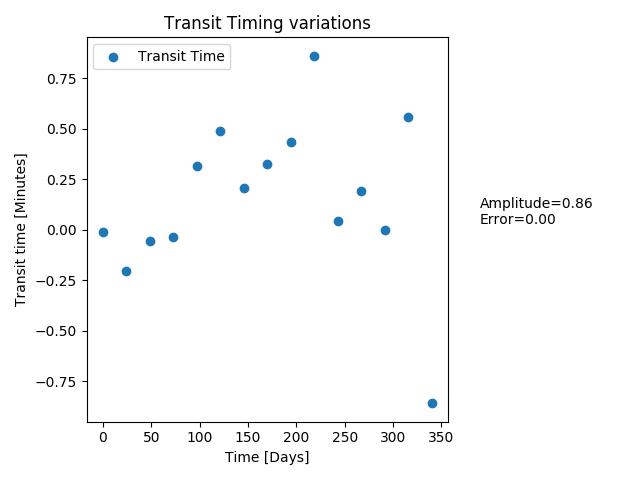 Transit Timing variations
Transit Time
0.75
0.50
0.25
0.00
−0.25
−0.50
−0.75
Transit time [Minutes]
Amplitude=0.86
Error=0.00
0 50 100 150 200 250 300 350
Time [Days]